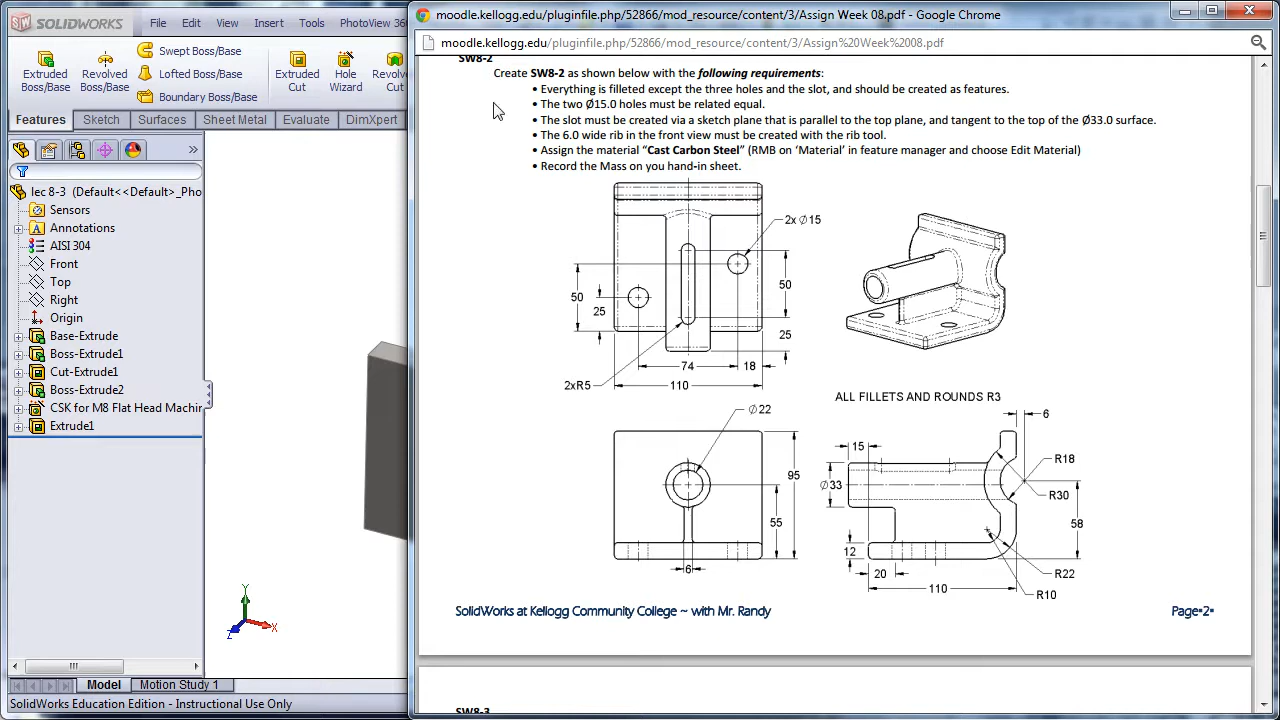 SOLIDWORKS
File
Edit
View
Insert
Tools
PhotoView 36
Extruded Boss/Base
Revolved Boss/Base
Swept Boss/Base
Lofted Boss/Base
Boundary Boss/Base
Extruded Cut
Hole Wizard
Revolv Cut
Features
Sketch
Surfaces
Sheet Metal
Evaluate
DimXpert
»
lec 8-3 (Default<<Default>_Pho
Sensors
Annotations
AISI 304
Front
Top
Right
Origin
Base-Extrude
Boss-Extrude1
Cut-Extrude1
Boss-Extrude2
CSK for M8 Flat Head Machin
Extrude1
Y
X
Z
Model
Motion Study 1
SolidWorks Education Edition - Instructional Use Only
moodle.kellogg.edu/pluginfile.php/52866/mod_resource/content/3/Assign Week 08.pdf - Google Chrome
moodle.kellogg.edu/pluginfile.php/52866/mod_resource/content/3/Assign%20Week%2008.pdf
SW8-2
Create SW8-2 as shown below with the following requirements:
• Everything is filleted except the three holes and the slot, and should be created as features.
• The two Ø15.0 holes must be related equal.
• The slot must be created via a sketch plane that is parallel to the top plane, and tangent to the top of the Ø33.0 surface.
• The 6.0 wide rib in the front view must be created with the rib tool.
• Assign the material “Cast Carbon Steel” (RMB on ‘Material’ in feature manager and choose Edit Material)
• Record the Mass on you hand-in sheet.
2x Ø15
50
25
50
25
74
18
2xR5
110
ALL FILLETS AND ROUNDS R3
Ø22
95
55
6
6
15
R18
Ø33
R30
58
12
20
R22
110
R10
SolidWorks at Kellogg Community College ~ with Mr. Randy
Page▪2▪
SW8-3